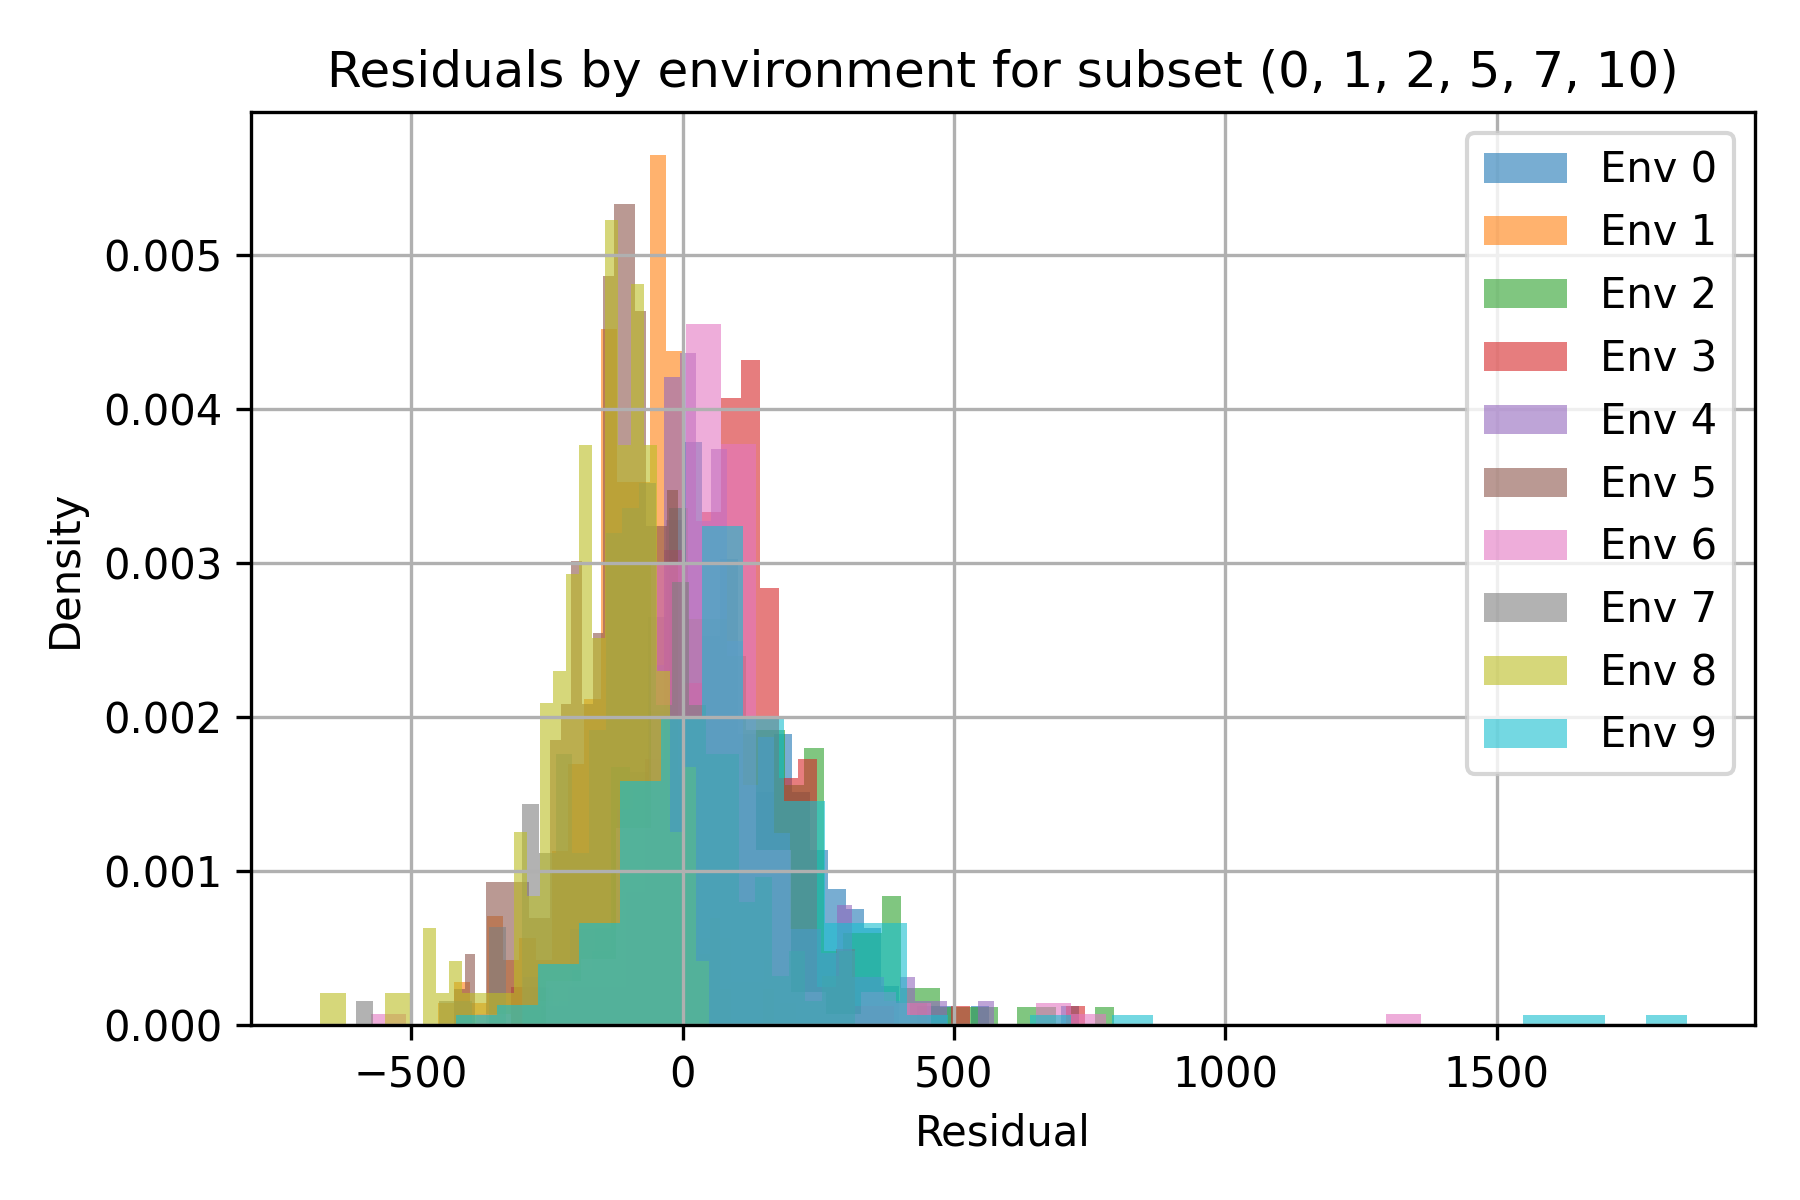 Residuals by environment for subset (0, 1, 2, 5, 7, 10)
Env 0
Env 1
Env 2
Env 3
Env 4
Env 5
Env 6
Env 7
Env 8
Env 9
Density
0.005
0.004
0.003
0.002
0.001
0.000
−500
0
500
1000
1500
Residual